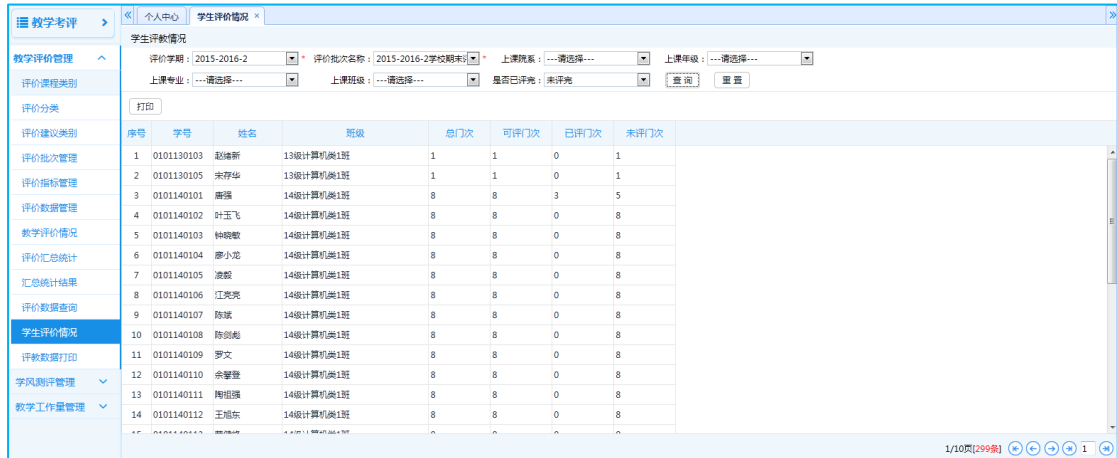 教学考评
个人中心 学生评价情况 ×
学生评教情况
评价学期：2015-2016-2 * 评价批次名称：2015-2016-2学校期末评 * 上课院系：---请选择--- 上课年级：---请选择---
上课专业：---请选择--- 上课班级：---请选择--- 是否已评完：未评完 查询 重置
打印
教学评价管理
评价课程类别
评价分类
评价建议类别
评价批次管理
评价指标管理
评价数据管理
教学评价情况
评价汇总统计
汇总统计结果
评价数据查询
学生评价情况
评教数据打印
学风测评管理
教学工作量管理
序号 学号 姓名 班级 总门次 可评门次 已评门次 未评门次
1 0101130103 赵绪新 13级计算机类1班 1 1 0 1
2 0101130105 宋存华 13级计算机类1班 1 1 0 1
3 0101140101 唐强 14级计算机类1班 8 8 3 5
4 0101140102 叶玉飞 14级计算机类1班 8 8 0 8
5 0101140103 钟晓敏 14级计算机类1班 8 8 0 8
6 0101140104 廖小龙 14级计算机类1班 8 8 0 8
7 0101140105 凌毅 14级计算机类1班 8 8 0 8
8 0101140106 江亮亮 14级计算机类1班 8 8 0 8
9 0101140107 陈斌 14级计算机类1班 8 8 0 8
10 0101140108 陈剑彪 14级计算机类1班 8 8 0 8
11 0101140109 罗文 14级计算机类1班 8 8 0 8
12 0101140110 余攀登 14级计算机类1班 8 8 0 8
13 0101140111 陶祖强 14级计算机类1班 8 8 0 8
14 0101140112 王旭东 14级计算机类1班 8 8 0 8
1/10页[299条] 1